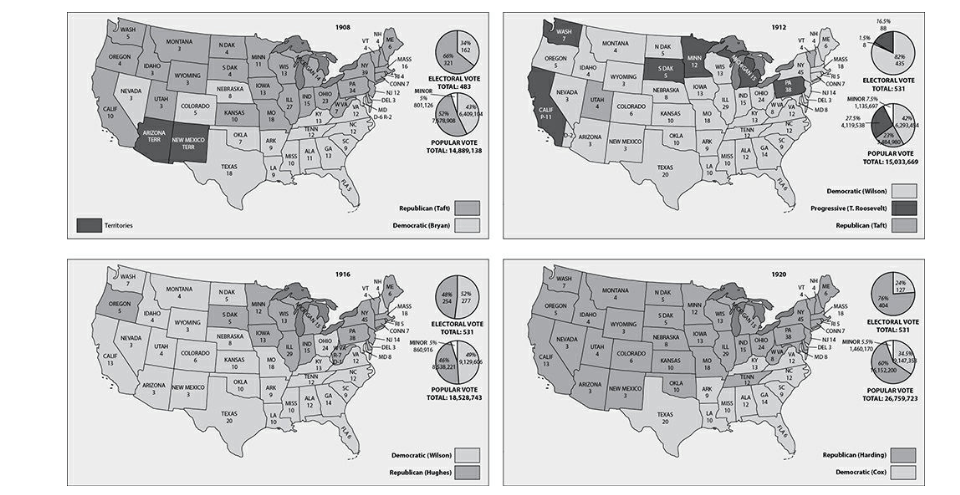 1908
WASH
5
OREGON
4
CALIF
10
NEVADA
3
IDAHO
3
MONTANA
3
WYOMING
3
UTAH
3
COLORADO
5
ARIZONA
TERR
NEW MEXICO
TERR
N DAK
4
S DAK
4
NEBRASKA
8
KANSAS
10
OKLA
7
TEXAS
18
MINN
11
IOWA
13
MO
18
ARK
9
LA
9
WIS
13
ILL
27
IND
15
OHIO
23
KY
13
TENN
12
MISS
10
ALA
11
GA
13
FLA 5
SC
9
NC
12
VA
12
W VA
7
PA
34
NY
39
VT
4
NH
4
ME
6
MASS
16
RI 4
CONN 7
NJ 12
DEL 3
MD
D-6 R-2
34%
162
66%
321
ELECTORAL VOTE
TOTAL: 483
MINOR
5%
801,126
43%
6,409,104
52%
7,678,908
POPULAR VOTE
TOTAL: 14,889,138
Republican (Taft)
Democratic (Bryan)
Territories
1912
WASH
7
OREGON
5
CALIF
P-11
D-2
NEVADA
3
IDAHO
4
MONTANA
4
WYOMING
3
UTAH
4
COLORADO
6
ARIZONA
3
NEW MEXICO
3
N DAK
5
S DAK
5
NEBRASKA
8
KANSAS
10
OKLA
10
TEXAS
20
MINN
12
IOWA
13
MO
18
ARK
9
LA
10
WIS
13
ILL
29
IND
15
OHIO
24
KY
13
TENN
12
MISS
10
ALA
12
GA
14
FLA 6
SC
9
NC
12
PA
38
NY
45
VT
4
NH
4
ME
6
MASS
18
RI 5
CONN 7
NJ 14
DEL 3
MD 8
16.5%
88
1.5%
8
82%
435
ELECTORAL VOTE
TOTAL: 531
MINOR 7.5%
1,135,697
27.5%
4,119,538
42%
6,293,454
POPULAR VOTE
TOTAL: 15,033,669
Democratic (Wilson)
Progressive (T. Roosevelt)
Republican (Taft)
1916
WASH
7
OREGON
5
CALIF
13
NEVADA
3
IDAHO
4
MONTANA
4
WYOMING
3
UTAH
4
COLORADO
6
ARIZONA
3
NEW MEXICO
3
N DAK
5
S DAK
5
NEBRASKA
8
KANSAS
10
OKLA
10
TEXAS
20
MINN
12
IOWA
13
MO
18
ARK
9
LA
10
WIS
13
MICHIGAN 15
ILL
29
IND
15
OHIO
24
KY
13
TENN
12
MISS
10
ALA
12
GA
14
FLA 6
SC
9
NC
12
VA
12
PA
38
NY
45
VT
4
NH
4
ME
6
MASS
18
RI 5
CONN 7
NJ 14
DEL 3
MD 8
48%
254
52%
277
ELECTORAL VOTE
TOTAL: 531
MINOR 5%
860,916
49%
9,129,606
46%
8,538,221
POPULAR VOTE
TOTAL: 18,528,743
Democratic (Wilson)
Republican (Hughes)
1920
WASH
7
OREGON
5
CALIF
13
NEVADA
3
IDAHO
4
MONTANA
4
WYOMING
3
UTAH
4
COLORADO
6
ARIZONA
3
NEW MEXICO
3
N DAK
5
S DAK
5
NEBRASKA
8
KANSAS
10
OKLA
10
TEXAS
20
MINN
12
IOWA
13
MO
18
ARK
9
LA
10
WIS
13
MICHIGAN 15
ILL
29
IND
15
OHIO
24
KY
13
TENN
12
MISS
10
ALA
12
GA
14
FLA 6
SC
9
NC
12
VA
12
W VA
8
PA
38
NY
45
VT
4
NH
4
ME
6
MASS
18
RI 5
CONN 7
NJ 14
DEL 3
MD 8
24%
127
76%
404
ELECTORAL VOTE
TOTAL: 531
MINOR 5.5%
1,460,170
34.5%
9,147,353
60%
16,152,200
POPULAR VOTE
TOTAL: 26,759,723
Republican (Harding)
Democratic (Cox)